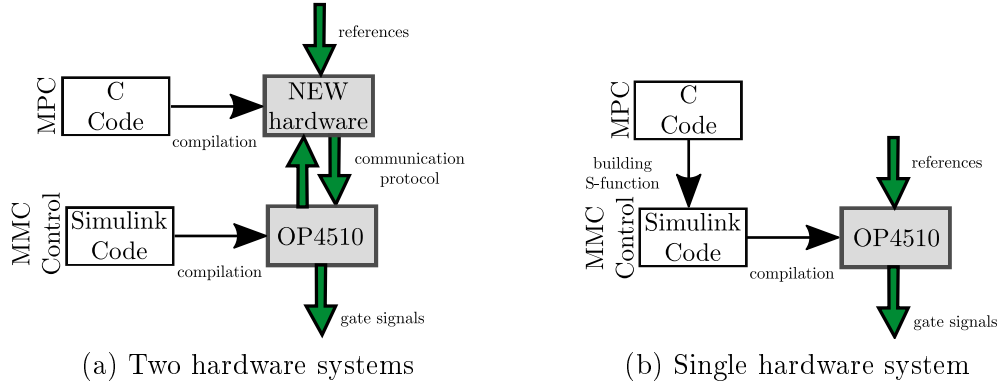 references
MPC
C
Code
compilation
NEW
hardware
communication
protocol
MMC
Control
Simulink
Code
compilation
OP4510
gate signals
(a) Two hardware systems
MPC
C
Code
building
S-function
references
MMC
Control
Simulink
Code
compilation
OP4510
gate signals
(b) Single hardware system